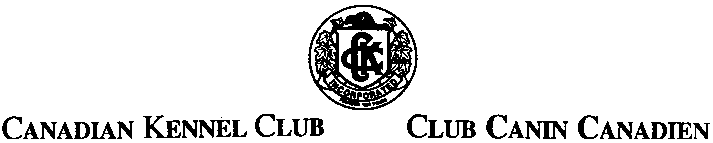 CKC
INCORPORATED
CANADIAN KENNEL CLUB
CLUB CANIN CANADIEN